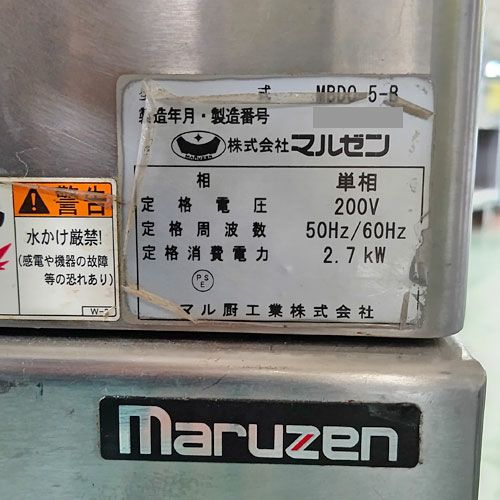 式 MBDO 5-B
製造年月・製造番号
MARUZEN 株式会社マルゼン
相 単相
定格電圧 200V
定格周波数 50Hz/60Hz
定格消費電力 2.7kW
PS
E
マル厨工業株式会社
警告
水かけ厳禁!
(感電や機器の故障
等の恐れあり)
maruzen